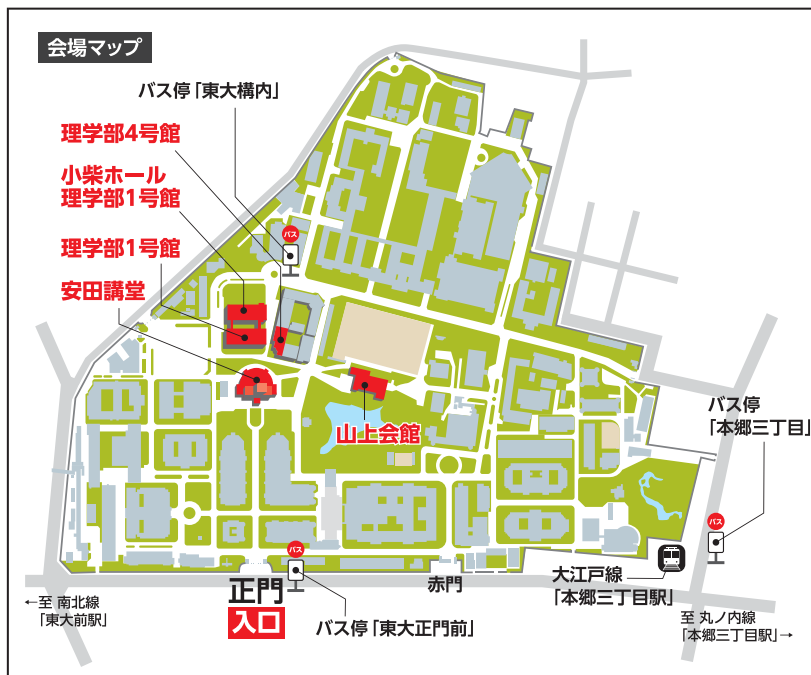 会場マップ
バス停「東大構内」
理学部4号館
小柴ホール
理学部1号館
理学部1号館
安田講堂
バス
山上会館
バス停
「本郷三丁目」
バス
バス
正門
入口
バス停「東大正門前」
赤門
大江戸線
「本郷三丁目駅」
←至 南北線
「東大前駅」
至 丸ノ内線
「本郷三丁目駅」→